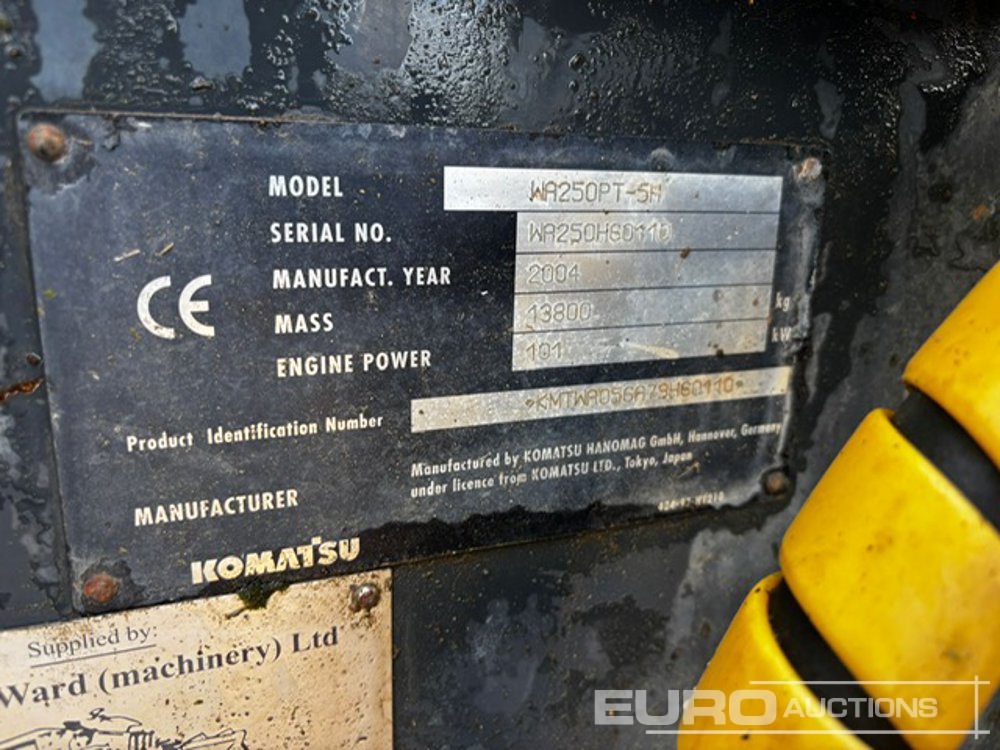 MODEL WA250PT-5H
SERIAL NO. WA250H60110
MANUFACT. YEAR 2004
MASS 13800 kg
ENGINE POWER 101 kW
CE
Product Identification Number *KMTWA056A79H60110*
Manufactured by KOMATSU HANOMAG GmbH, Hannover, Germany
under licence from KOMATSU LTD., Tokyo, Japan
MANUFACTURER
KOMATSU
Supplied by:
Ward (machinery) Ltd
EURO AUCTIONS